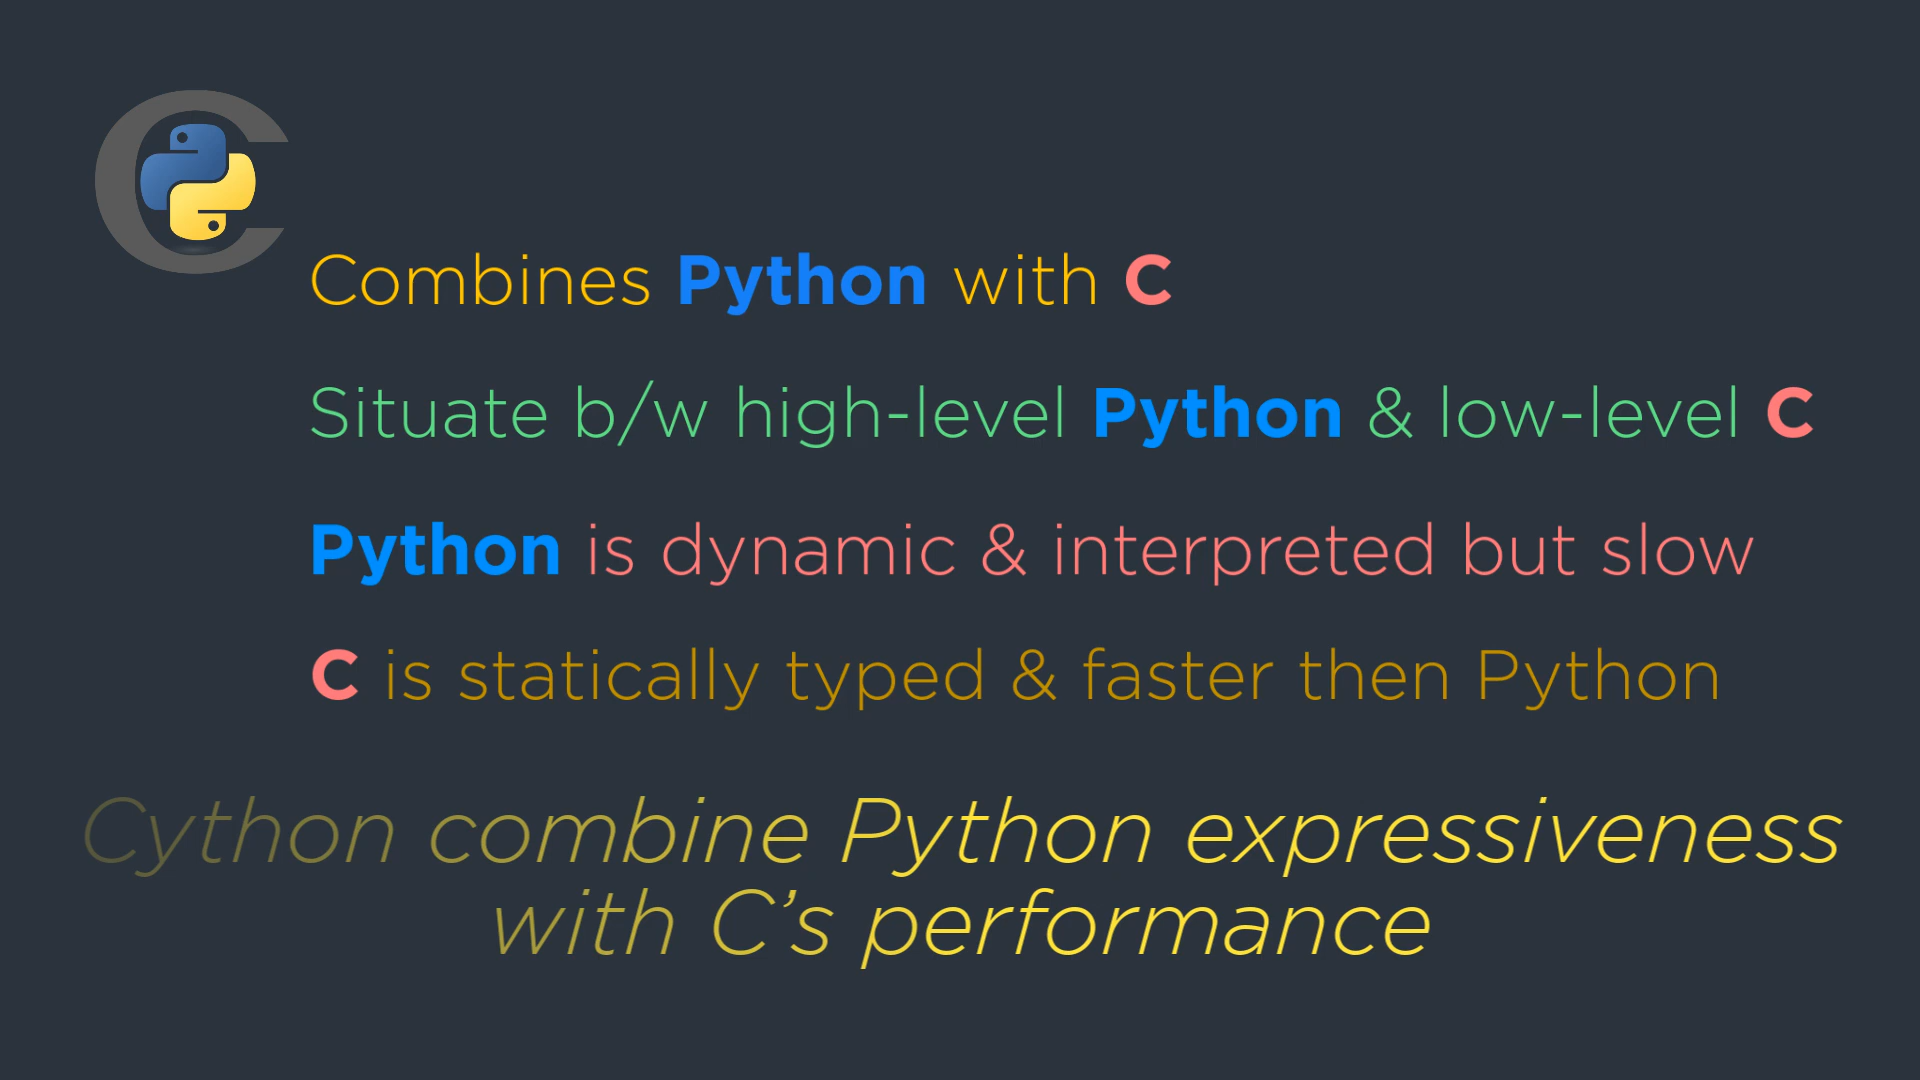 C
Combines Python with C
Situate b/w high-level Python & low-level C
Python is dynamic & interpreted but slow
C is statically typed & faster then Python
Cython combine Python expressiveness
with C’s performance